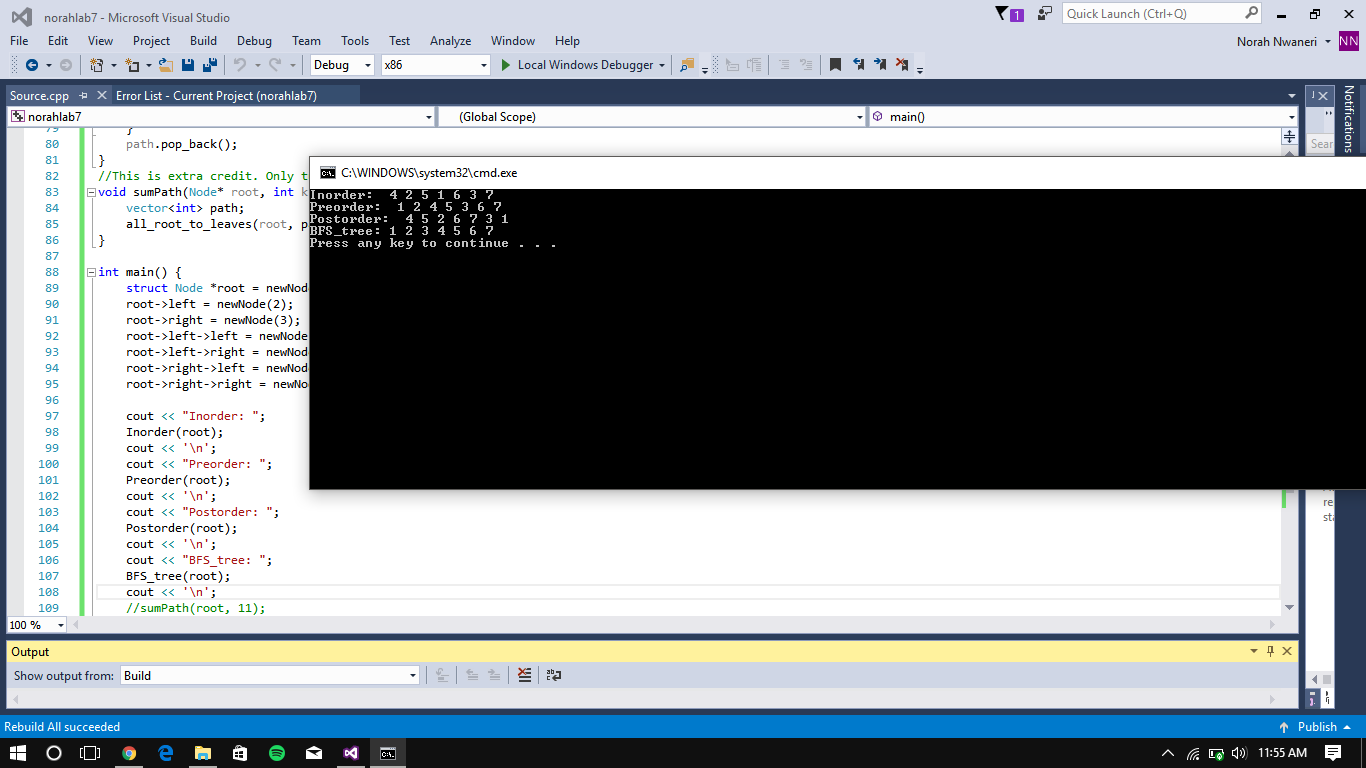 norahlab7 - Microsoft Visual Studio
1
Quick Launch (Ctrl+Q)
File Edit View Project Build Debug Team Tools Test Analyze Window Help
Norah Nwaneri NN
Debug x86 Local Windows Debugger
Source.cpp Error List - Current Project (norahlab7)
Notifications
norahlab7 (Global Scope) main()
Sear
79 }
80 path.pop_back();
81 }
82 //This is extra credit. Only t
83 void sumPath(Node* root, int k
84 vector<int> path;
85 all_root_to_leaves(root, p
86 }
87
88 int main() {
89 struct Node *root = newNod
90 root->left = newNode(2);
91 root->right = newNode(3);
92 root->left->left = newNode
93 root->left->right = newNod
94 root->right->left = newNod
95 root->right->right = newNo
96
97 cout << "Inorder: ";
98 Inorder(root);
99 cout << '\n';
100 cout << "Preorder: ";
101 Preorder(root);
102 cout << '\n';
103 cout << "Postorder: ";
104 Postorder(root);
105 cout << '\n';
106 cout << "BFS_tree: ";
107 BFS_tree(root);
108 cout << '\n';
109 //sumPath(root, 11);
C:\WINDOWS\system32\cmd.exe
Inorder:  4 2 5 1 6 3 7
Preorder:  1 2 4 5 3 6 7
Postorder:  4 5 2 6 7 3 1
BFS_tree: 1 2 3 4 5 6 7
Press any key to continue . . .
re
sta
100 %
Output
Show output from: Build
Rebuild All succeeded
Publish
11:55 AM